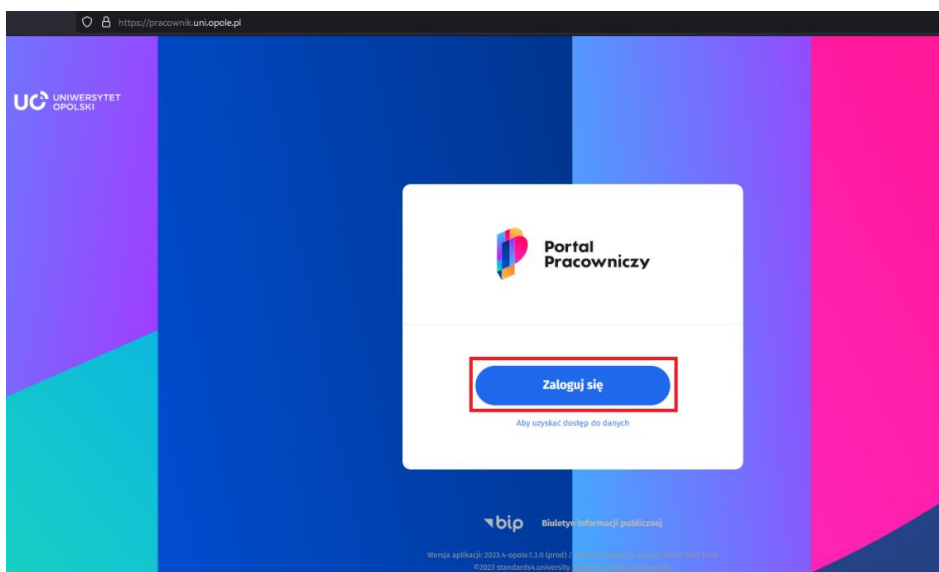 https://pracownik.uni.opole.pl
UO UNIWERSYTET
OPOLSKI
Portal
Pracowniczy
Zaloguj się
Aby uzyskać dostęp do danych
bip Biuletyn informacji publicznej
Wersja aplikacji: 2023.4-opole.1.3.0 (prod) /
©2023 standards4.university.